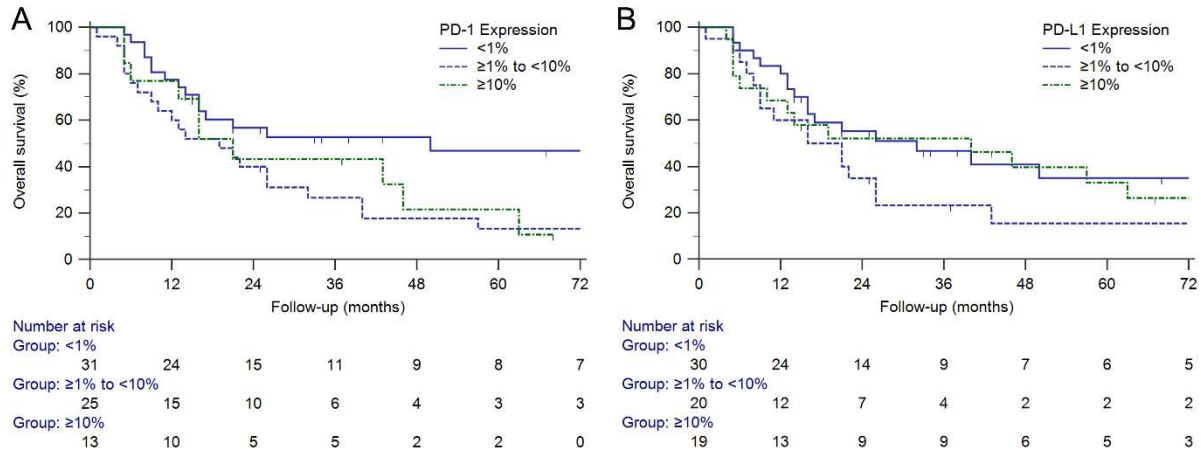 A
PD-1 Expression
<1%
≥1% to <10%
≥10%
Overall survival (%)
100
80
60
40
20
0
0 12 24 36 48 60 72
Follow-up (months)
Number at risk
Group: <1%
31 24 15 11 9 8 7
Group: ≥1% to <10%
25 15 10 6 4 3 3
Group: ≥10%
13 10 5 5 2 2 0
B
PD-L1 Expression
<1%
≥1% to <10%
≥10%
Overall survival (%)
100
80
60
40
20
0
0 12 24 36 48 60 72
Follow-up (months)
Number at risk
Group: <1%
30 24 14 9 7 6 5
Group: ≥1% to <10%
20 12 7 4 2 2 2
Group: ≥10%
19 13 9 9 6 5 3